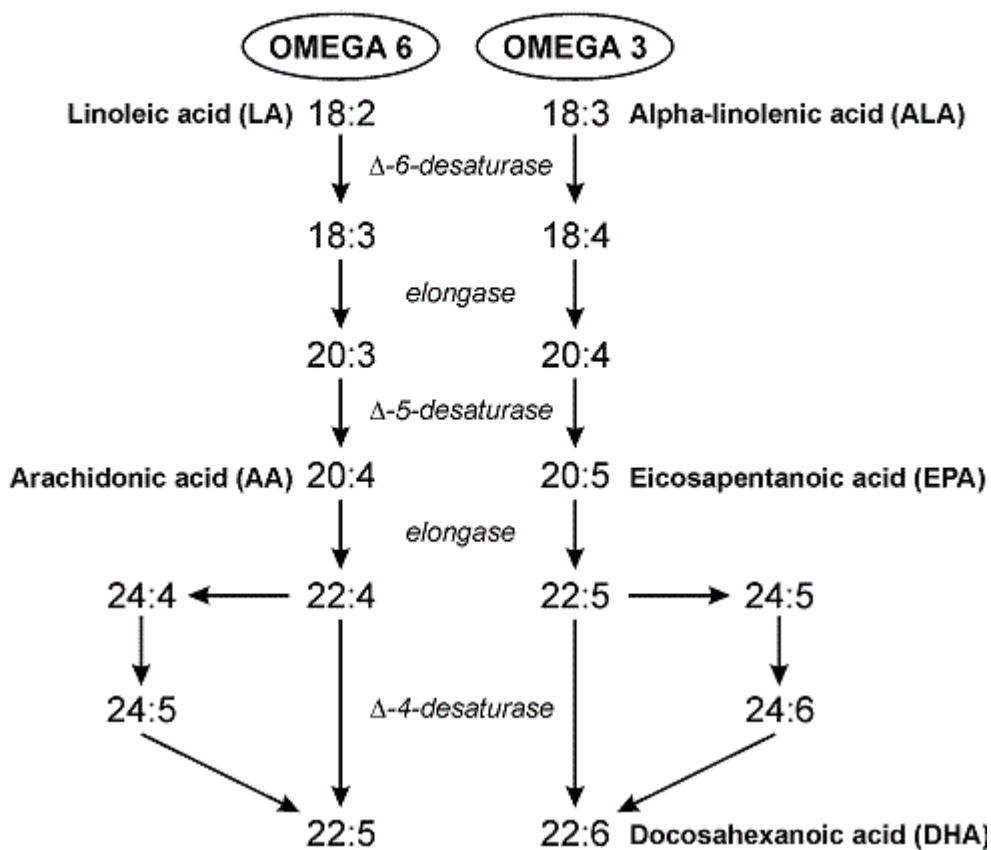 OMEGA 6 OMEGA 3
Linoleic acid (LA) 18:2 18:3 Alpha-linolenic acid (ALA)
Δ-6-desaturase
18:3 18:4
elongase
20:3 20:4
Δ-5-desaturase
Arachidonic acid (AA) 20:4 20:5 Eicosapentanoic acid (EPA)
elongase
24:4 22:4 22:5 24:5
24:5 Δ-4-desaturase 24:6
22:5 22:6 Docosahexanoic acid (DHA)